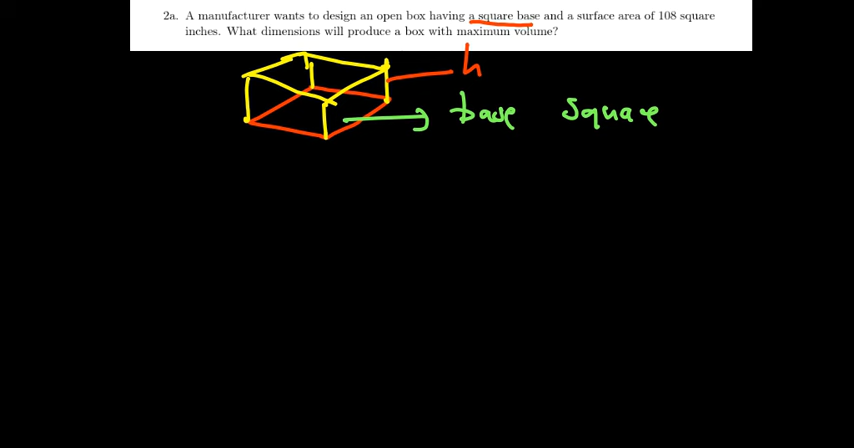 2a. A manufacturer wants to design an open box having a square base and a surface area of 108 square
inches. What dimensions will produce a box with maximum volume?
h
base square